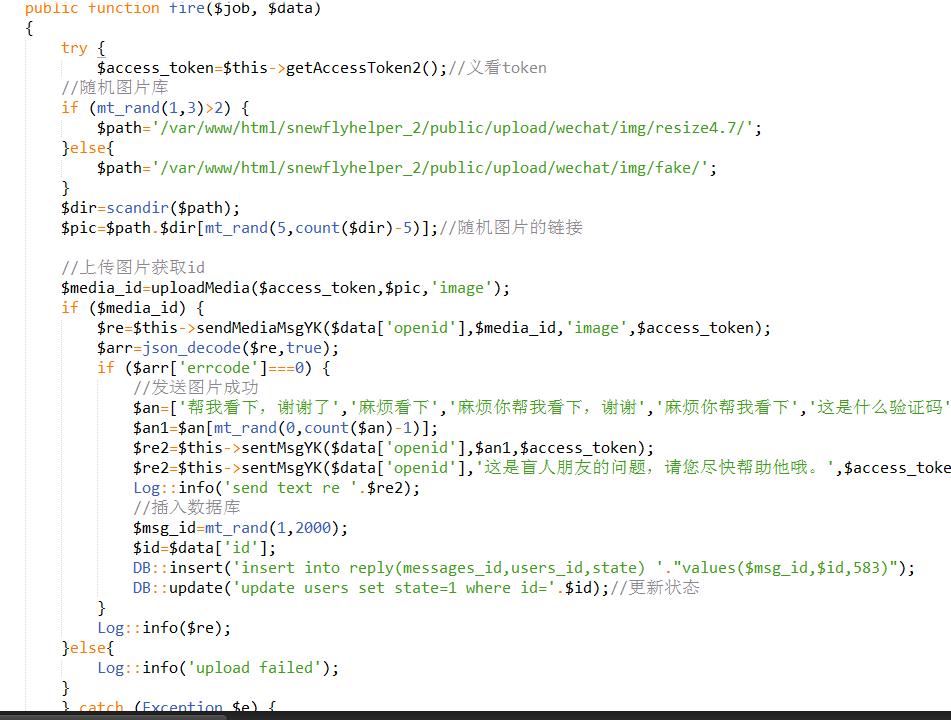 public function fire($job, $data)
{
try {
$access_token=$this->getAccessToken2();//义看token
//随机图片库
if (mt_rand(1,3)>2) {
$path='/var/www/html/snewflyhelper_2/public/upload/wechat/img/resize4.7/';
}else{
$path='/var/www/html/snewflyhelper_2/public/upload/wechat/img/fake/';
}
$dir=scandir($path);
$pic=$path.$dir[mt_rand(5,count($dir)-5)];//随机图片的链接
//上传图片获取id
$media_id=uploadMedia($access_token,$pic,'image');
if ($media_id) {
$re=$this->sendMediaMsgYK($data['openid'],$media_id,'image',$access_token);
$arr=json_decode($re,true);
if ($arr['errcode']===0) {
//发送图片成功
$an=['帮我看下，谢谢了','麻烦看下','麻烦你帮我看下，谢谢','麻烦你帮我看下','这是什么验证码'
$an1=$an[mt_rand(0,count($an)-1)];
$re2=$this->sentMsgYK($data['openid'],$an1,$access_token);
$re2=$this->sentMsgYK($data['openid'],'这是盲人朋友的问题，请您尽快帮助他哦。',$access_toke
Log::info('send text re '.$re2);
//插入数据库
$msg_id=mt_rand(1,2000);
$id=$data['id'];
DB::insert('insert into reply(messages_id,users_id,state) '."values($msg_id,$id,583)");
DB::update('update users set state=1 where id='.$id);//更新状态
}
Log::info($re);
}else{
Log::info('upload failed');
}
} catch (Exception $e) {